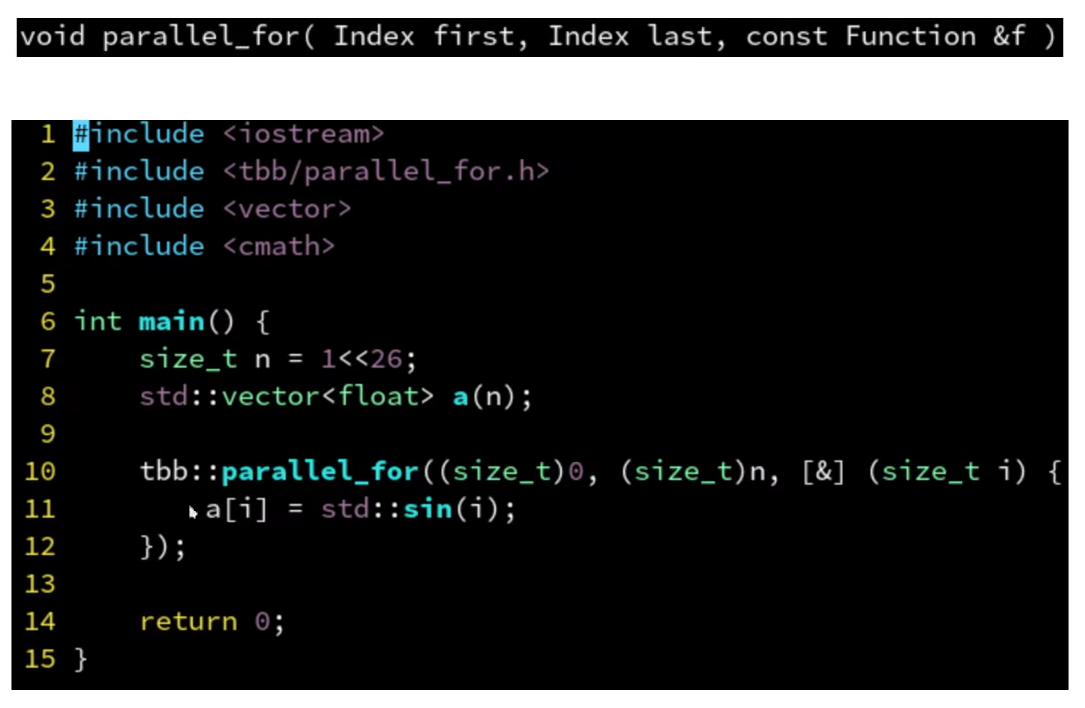 void parallel_for( Index first, Index last, const Function &f )
1 #include <iostream>
2 #include <tbb/parallel_for.h>
3 #include <vector>
4 #include <cmath>
5
6 int main() {
7     size_t n = 1<<26;
8     std::vector<float> a(n);
9
10     tbb::parallel_for((size_t)0, (size_t)n, [&] (size_t i) {
11         a[i] = std::sin(i);
12     });
13
14     return 0;
15 }